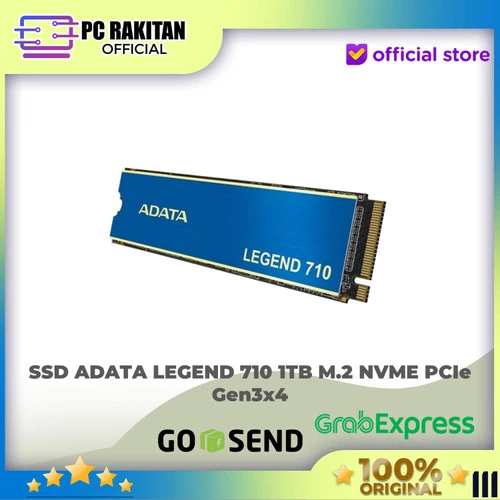 PC RAKITAN
OFFICIAL
official store
ADATA
LEGEND 710
SSD ADATA LEGEND 710 1TB M.2 NVME PCIe
Gen3x4
GO SEND
GrabExpress
100%
ORIGINAL